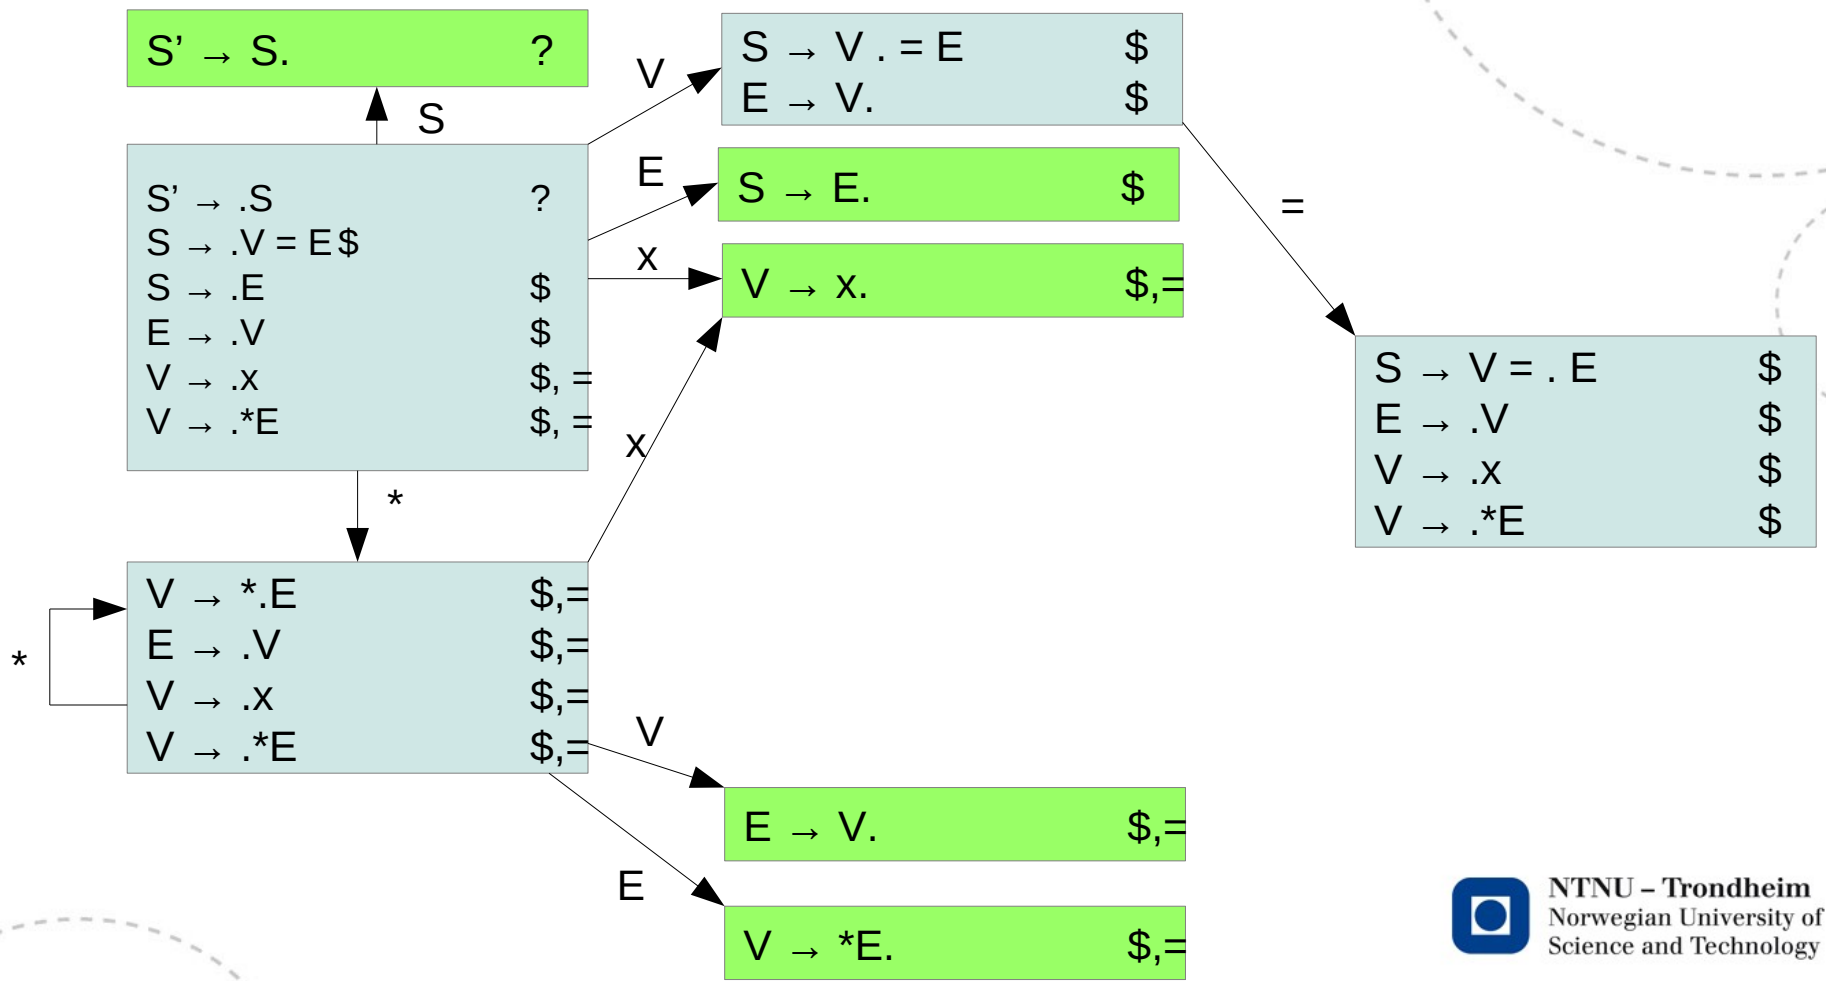 S’ → S. ?
S
S’ → .S ?
S → .V = E $
S → .E $
E → .V $
V → .x $, =
V → .*E $, =
V
S → V . = E $
E → V. $
E
S → E. $
x
V → x. $,=
=
S → V = . E $
E → .V $
V → .x $
V → .*E $
*
x
V → *.E $,=
E → .V $,=
V → .x $,=
V → .*E $,=
*
V
E → V. $,=
E
V → *E. $,=
NTNU – Trondheim
Norwegian University of
Science and Technology